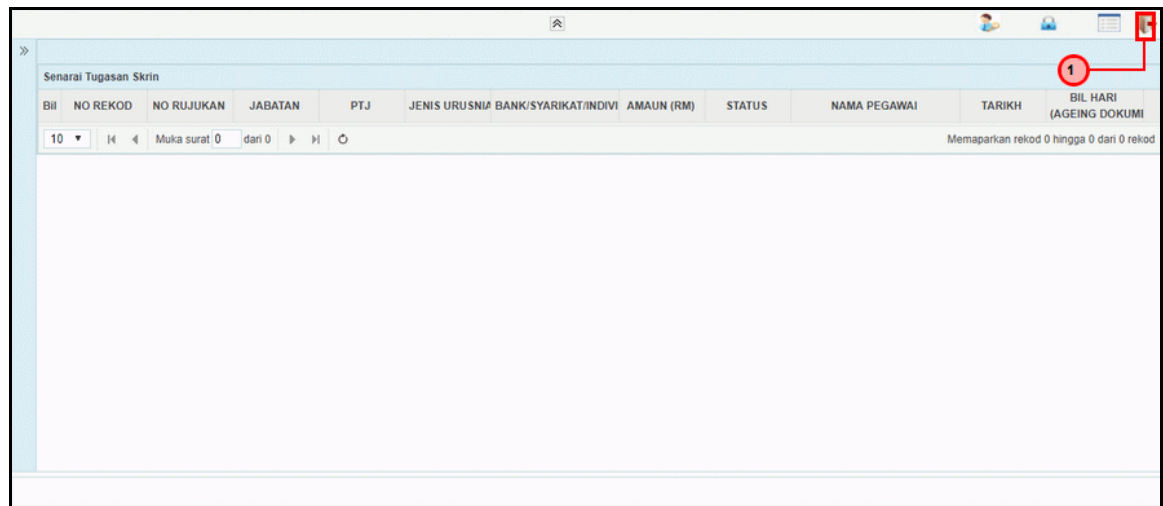 1
Senarai Tugasan Skrin
Bil NO REKOD NO RUJUKAN JABATAN PTJ JENIS URUSNIA BANK/SYARIKAT/INDIVI AMAUN (RM) STATUS NAMA PEGAWAI TARIKH BIL HARI
(AGEING DOKUMI
10 Muka surat 0 dari 0 Memaparkan rekod 0 hingga 0 dari 0 rekod